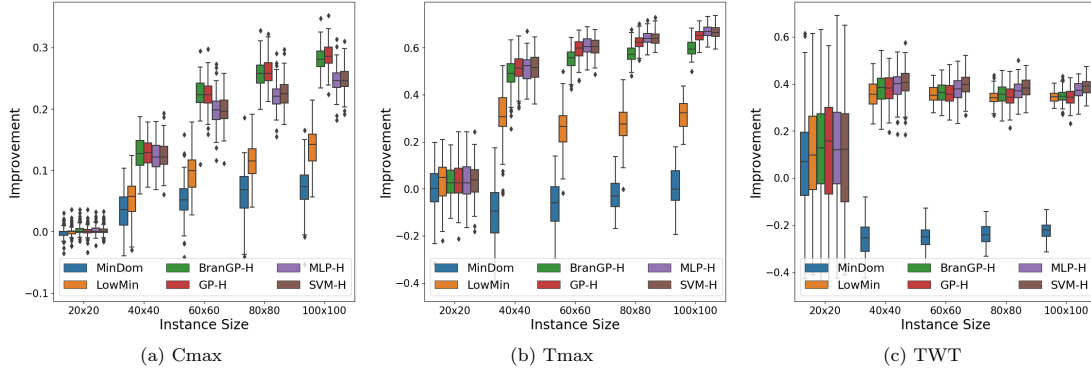 0.3
0.2
0.1
0.0
−0.1
Improvement
MinDom
LowMin
BranGP-H
GP-H
MLP-H
SVM-H
20x20
40x40
60x60
80x80
100x100
Instance Size
(a) Cmax
0.6
0.4
0.2
0.0
−0.2
−0.4
Improvement
MinDom
LowMin
BranGP-H
GP-H
MLP-H
SVM-H
20x20
40x40
60x60
80x80
100x100
Instance Size
(b) Tmax
0.6
0.4
0.2
0.0
−0.2
−0.4
Improvement
MinDom
LowMin
BranGP-H
GP-H
MLP-H
SVM-H
20x20
40x40
60x60
80x80
100x100
Instance Size
(c) TWT